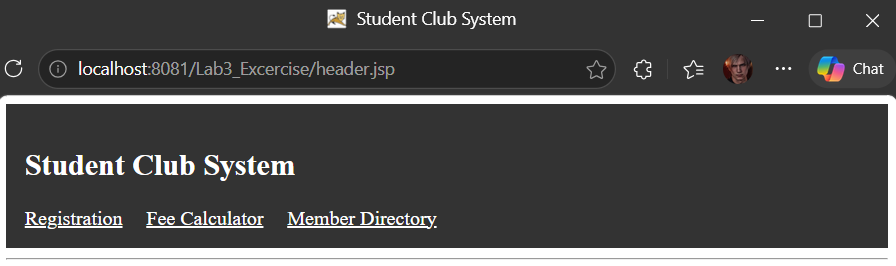 Student Club System
localhost:8081/Lab3_Excercise/header.jsp
Chat
Student Club System
Registration Fee Calculator Member Directory